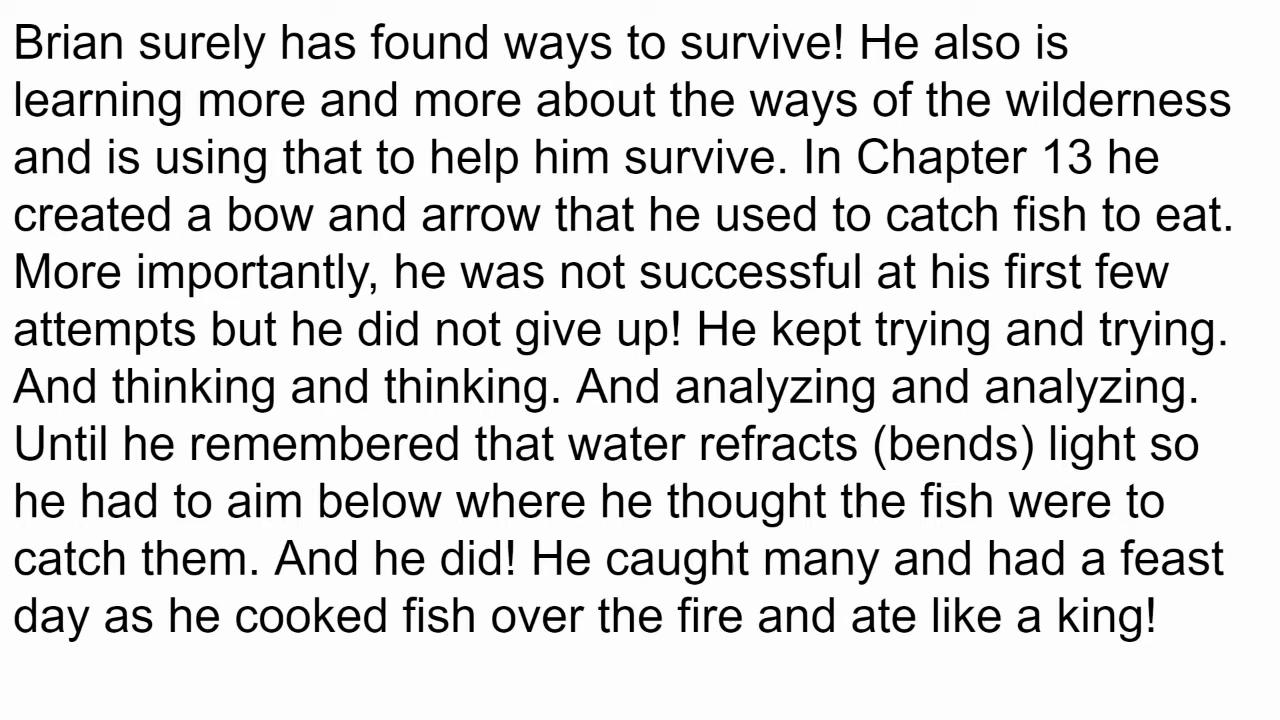 Brian surely has found ways to survive! He also is
learning more and more about the ways of the wilderness
and is using that to help him survive. In Chapter 13 he
created a bow and arrow that he used to catch fish to eat.
More importantly, he was not successful at his first few
attempts but he did not give up! He kept trying and trying.
And thinking and thinking. And analyzing and analyzing.
Until he remembered that water refracts (bends) light so
he had to aim below where he thought the fish were to
catch them. And he did! He caught many and had a feast
day as he cooked fish over the fire and ate like a king!